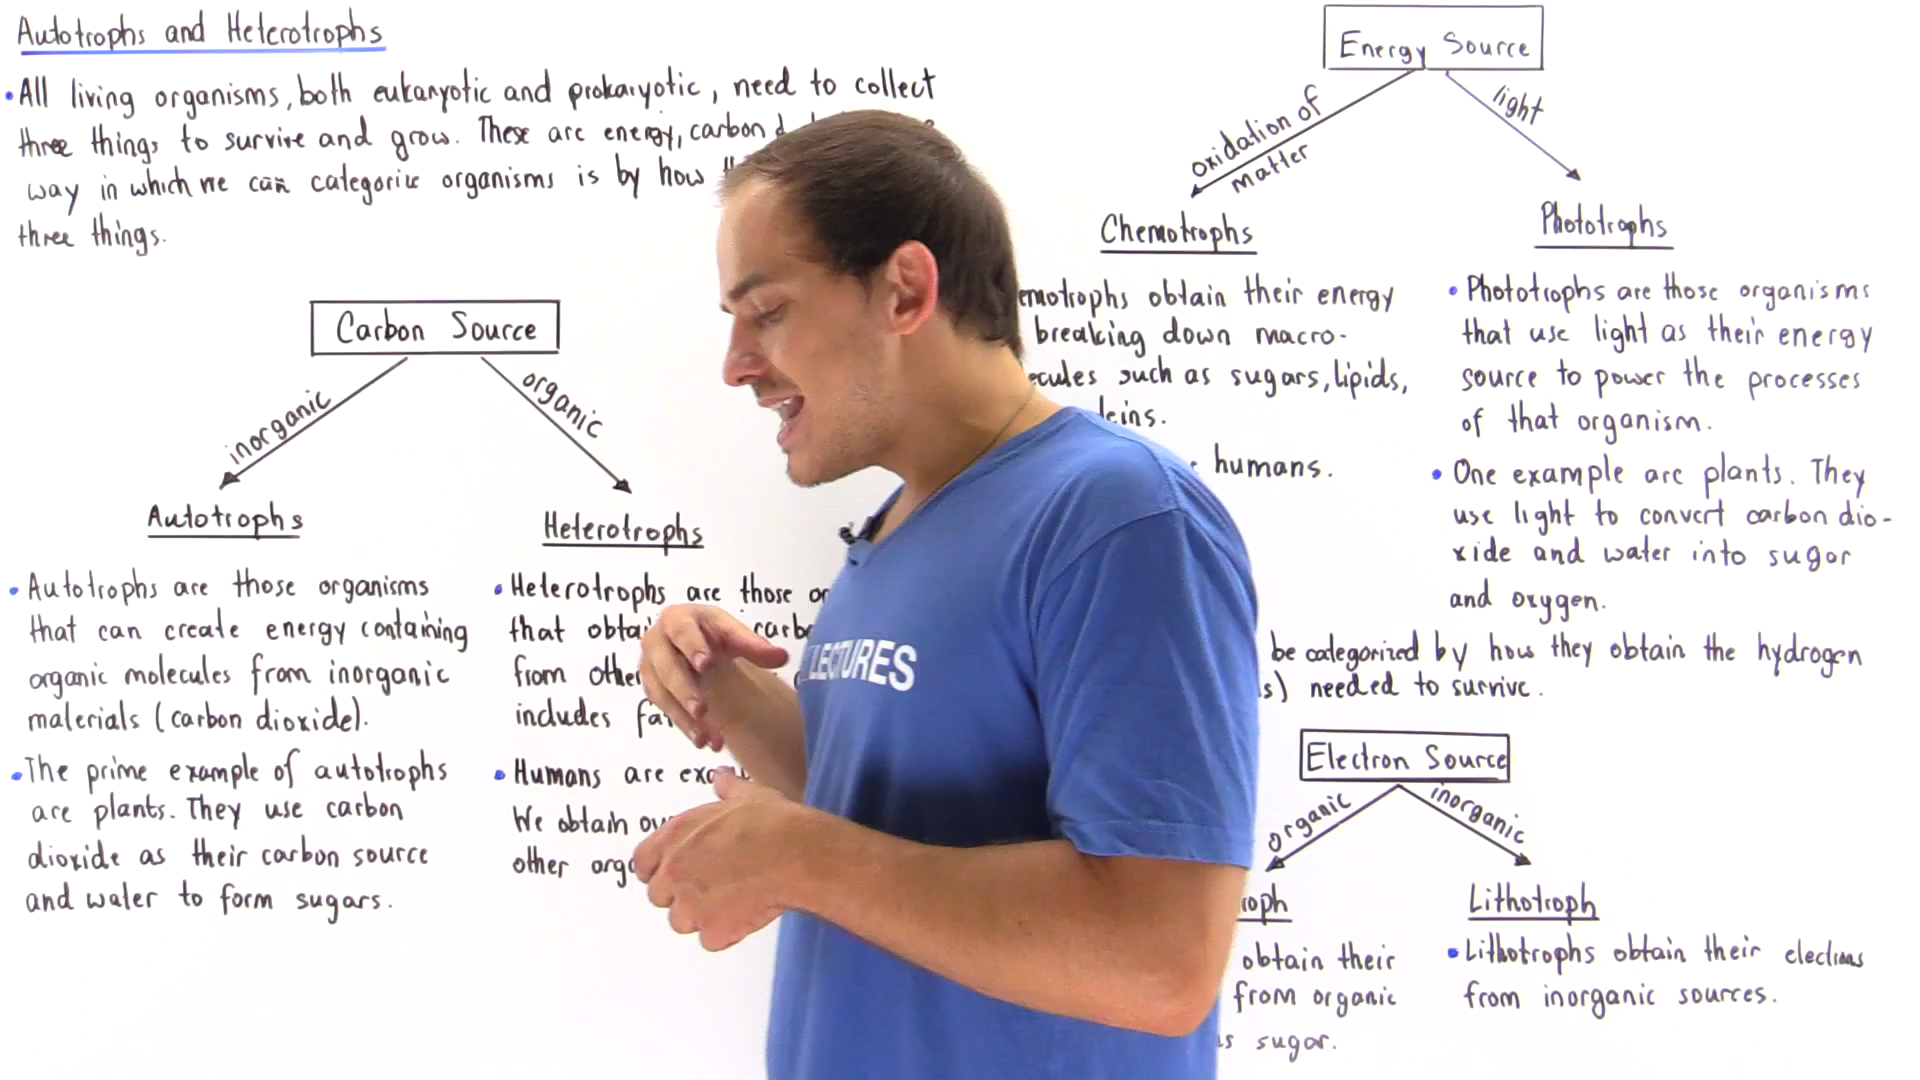 Autotrophs and Heterotrophs
• All living organisms, both eukaryotic and prokaryotic, need to collect
three things to survive and grow. These are energy, carbon
way in which we can categorize organisms is by how
three things.
Carbon Source
inorganic
organic
Autotrophs
• Autotrophs are those organisms
that can create energy containing
organic molecules from inorganic
materials (carbon dioxide).
• The prime example of autotrophs
are plants. They use carbon
dioxide as their carbon source
and water to form sugars.
Heterotrophs
• Heterotrophs are those
that
from
includes
• Humans are
We obtain
other
LECTURES
Energy Source
oxidation of
matter
light
Chemotrophs
obtain their energy
breaking down macro-
such as sugars, lipids,
humans.
Phototrophs
• Phototrophs are those organisms
that use light as their energy
source to power the processes
of that organism.
• One example are plants. They
use light to convert carbon dio-
xide and water into sugar
and oxygen.
be categorized by how they obtain the hydrogen
needed to survive.
Electron Source
organic
inorganic
obtain their
from organic
sugar.
Lithotroph
• Lithotrophs obtain their electrons
from inorganic sources.